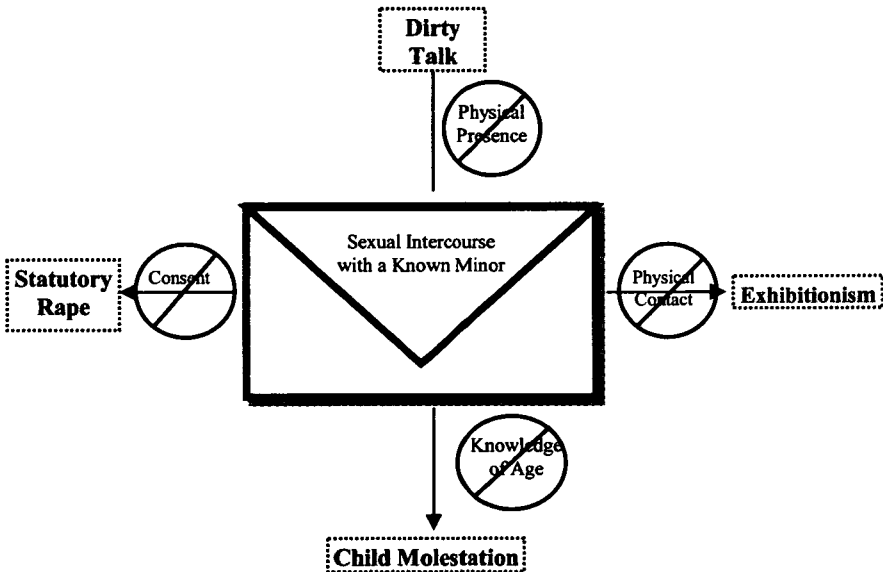 Dirty
Talk
Physical
Presence
Sexual Intercourse
with a Known Minor
Statutory
Rape
Consent
Physical
Contact
Exhibitionism
Knowledge
of Age
Child Molestation